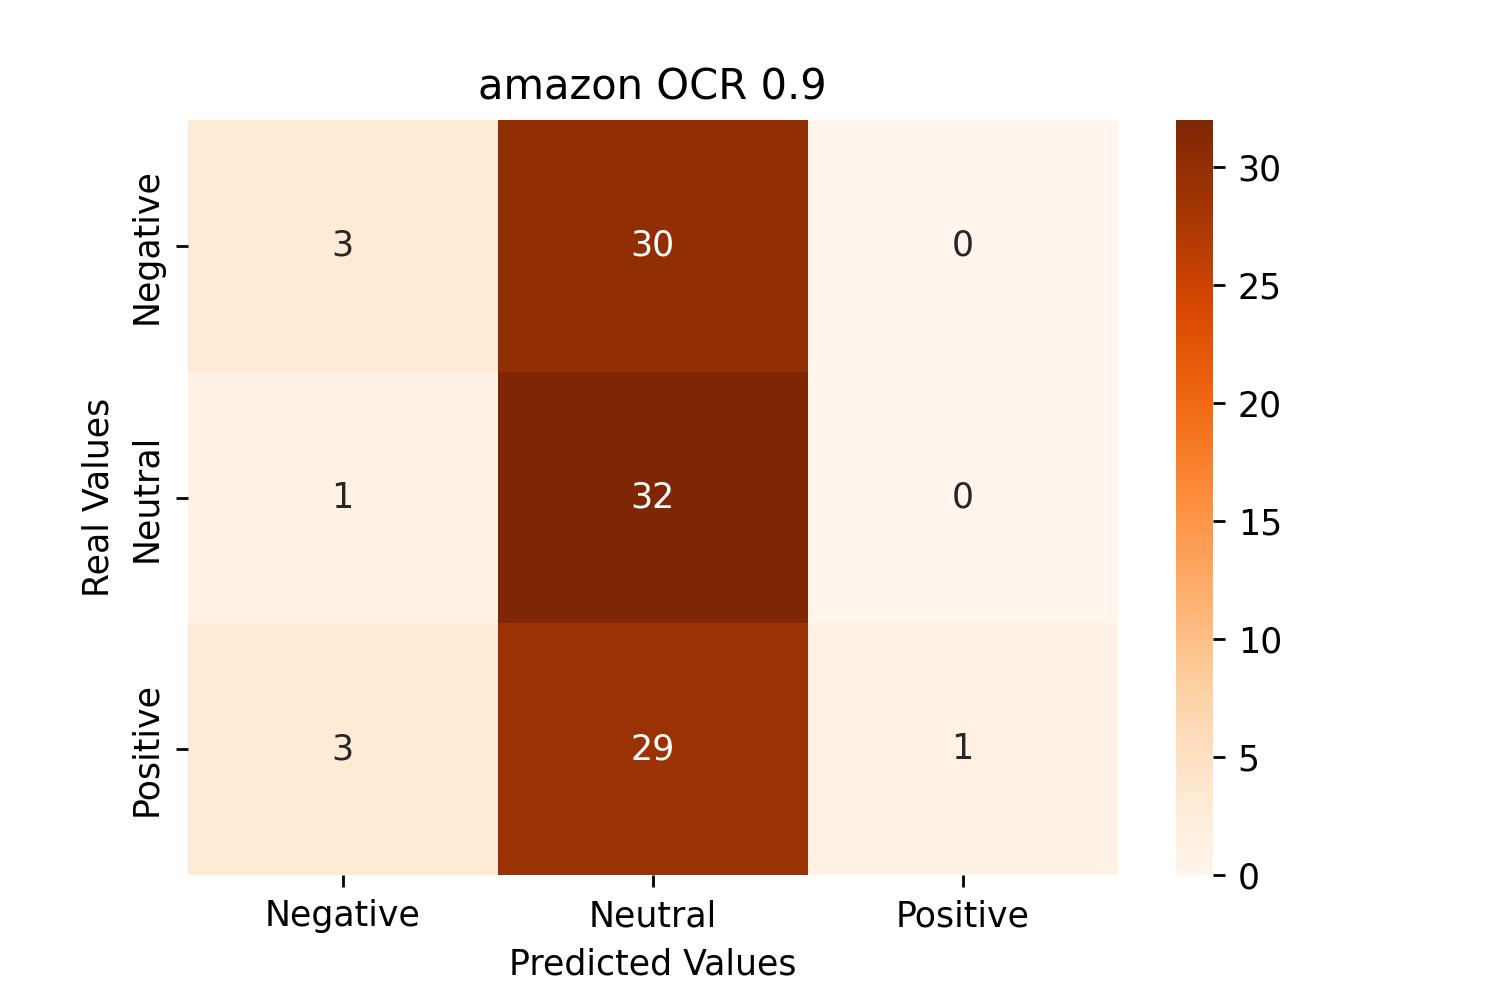 amazon OCR 0.9
Real Values
Negative
3 30 0
Neutral
1 32 0
Positive
3 29 1
Negative Neutral Positive
Predicted Values
30
25
20
15
10
5
0